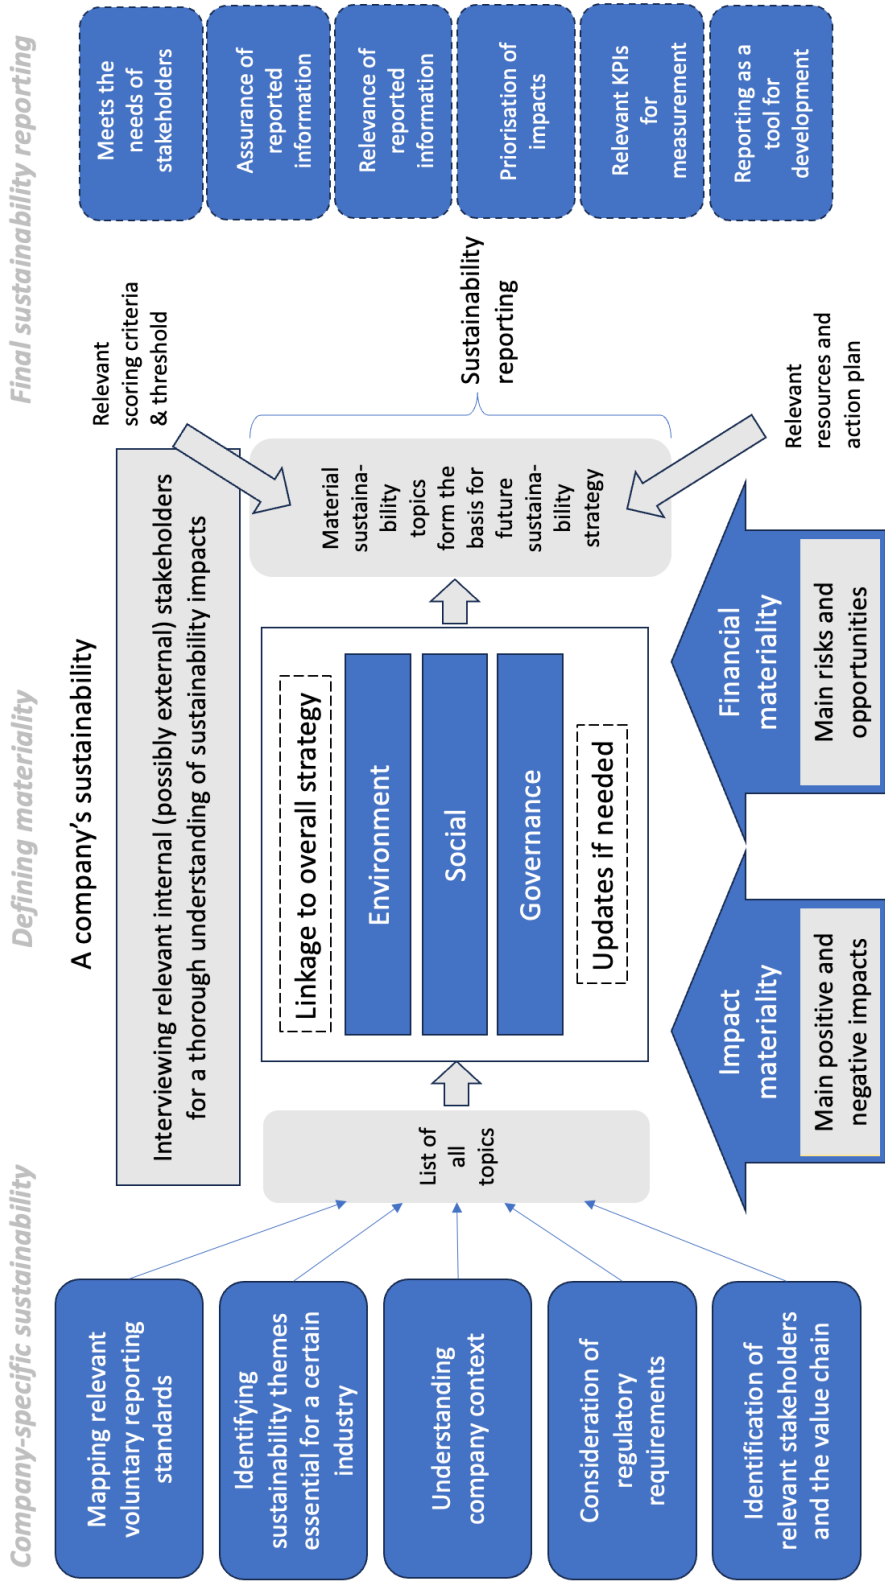 Company-specific sustainability
Defining materiality
Final sustainability reporting
Mapping relevant
voluntary reporting
standards
Identifying
sustainability themes
essential for a certain
industry
Understanding
company context
Consideration of
regulatory
requirements
Identification of
relevant stakeholders
and the value chain
List of
all
topics
A company's sustainability
Interviewing relevant internal (possibly external) stakeholders
for a thorough understanding of sustainability impacts
Linkage to overall strategy
Environment
Social
Governance
Updates if needed
Impact
materiality
Main positive and
negative impacts
Financial
materiality
Main risks and
opportunities
Material
sustaina-
bility
topics
form the
basis for
future
sustaina-
bility
strategy
Relevant
scoring criteria
& threshold
Relevant
resources and
action plan
Sustainability
reporting
Meets the
needs of
stakeholders
Assurance of
reported
information
Relevance of
reported
information
Priorisation of
impacts
Relevant KPIs
for
measurement
Reporting as a
tool for
development